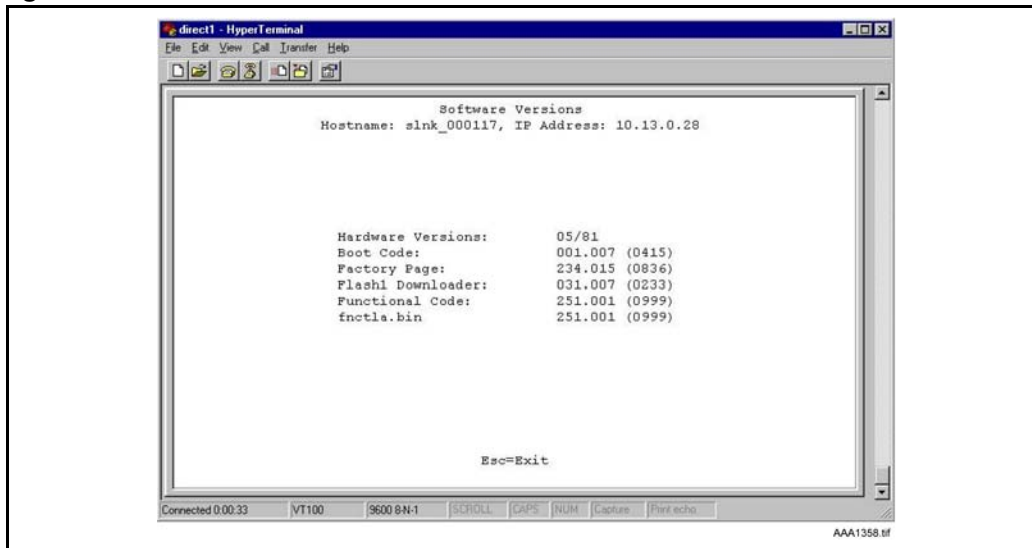 direct1 - HyperTerminal
File Edit View Call Transfer Help
Software Versions
Hostname: slnk_000117, IP Address: 10.13.0.28
Hardware Versions: 05/81
Boot Code: 001.007 (0415)
Factory Page: 234.015 (0836)
Flash1 Downloader: 031.007 (0233)
Functional Code: 251.001 (0999)
fnctla.bin 251.001 (0999)
Esc=Exit
Connected 0:00:33 VT100 9600 8-N-1 SCROLL CAPS NUM Capture Print echo
AAA1358.tif